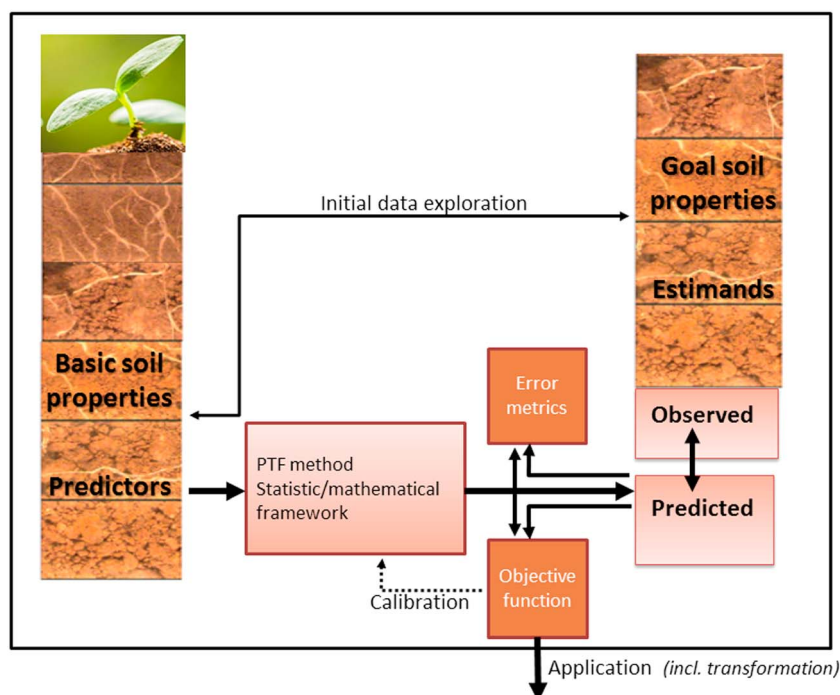 Goal soil
properties
Estimands
Initial data exploration
Basic soil
properties
Predictors
PTF method
Statistic/mathematical
framework
Error
metrics
Observed
Predicted
Objective
function
Calibration
Application (incl. transformation)